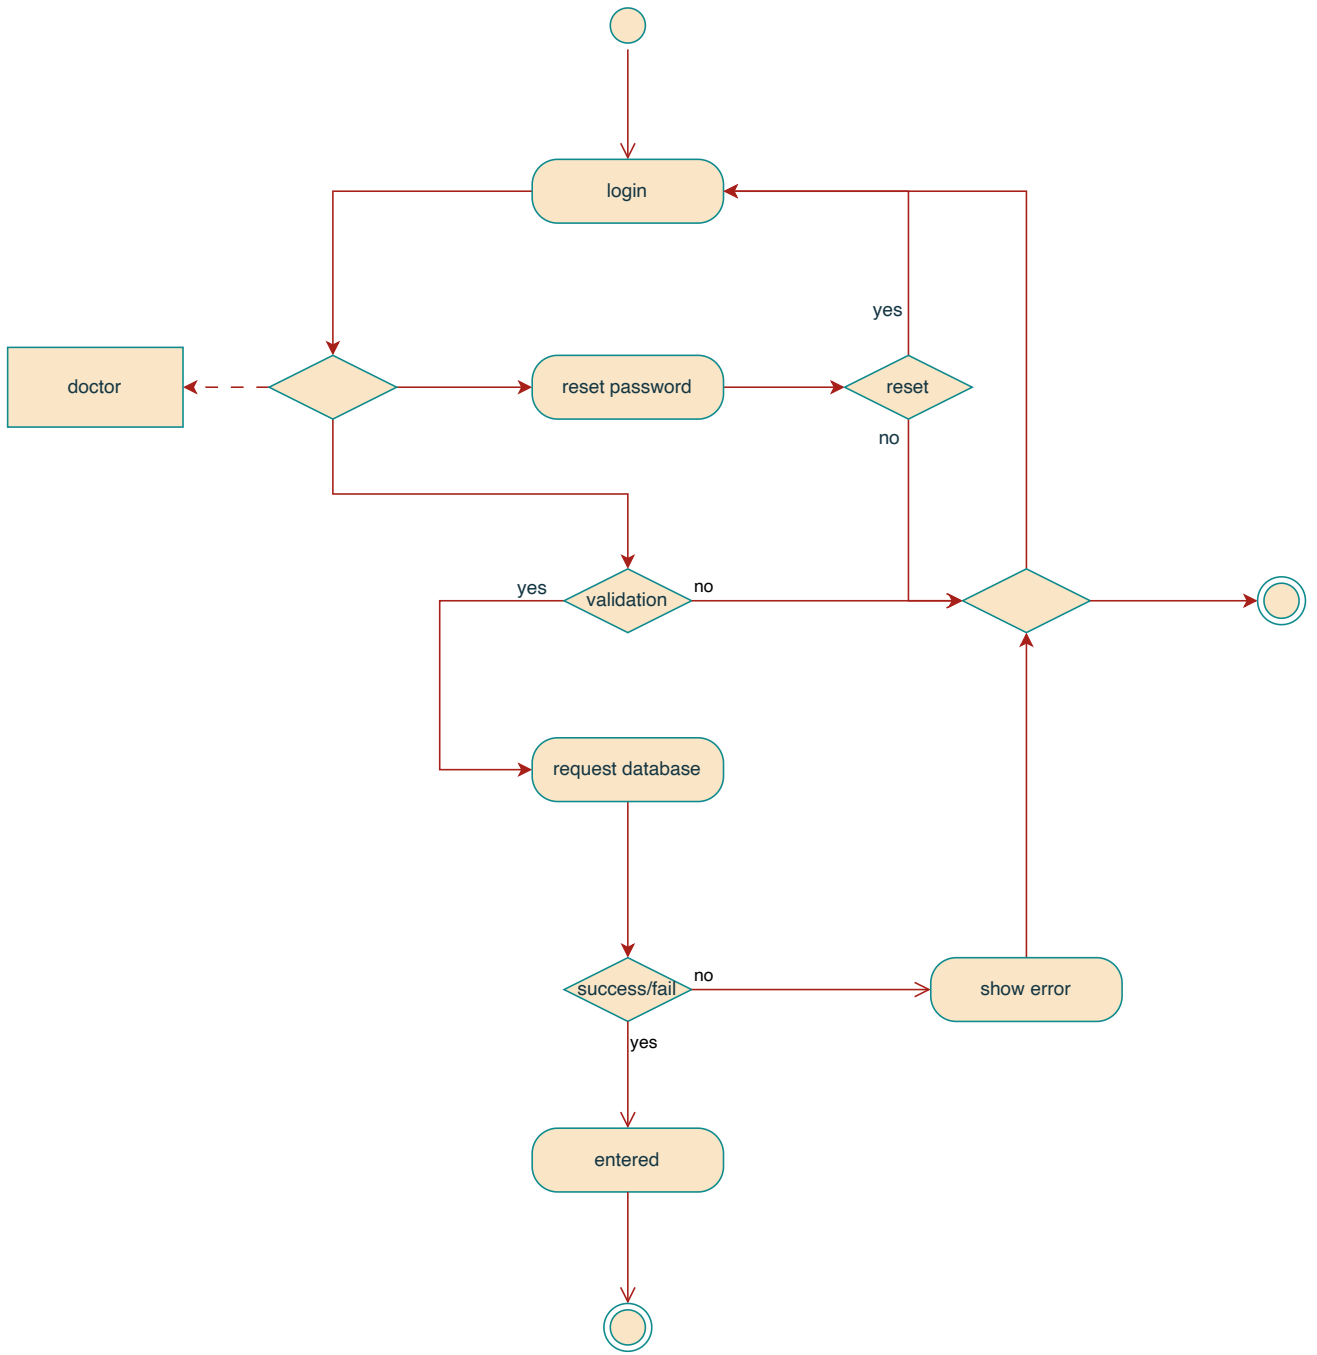 login
yes
doctor
reset password
reset
no
yes
validation
no
request database
success/fail
no
show error
yes
entered